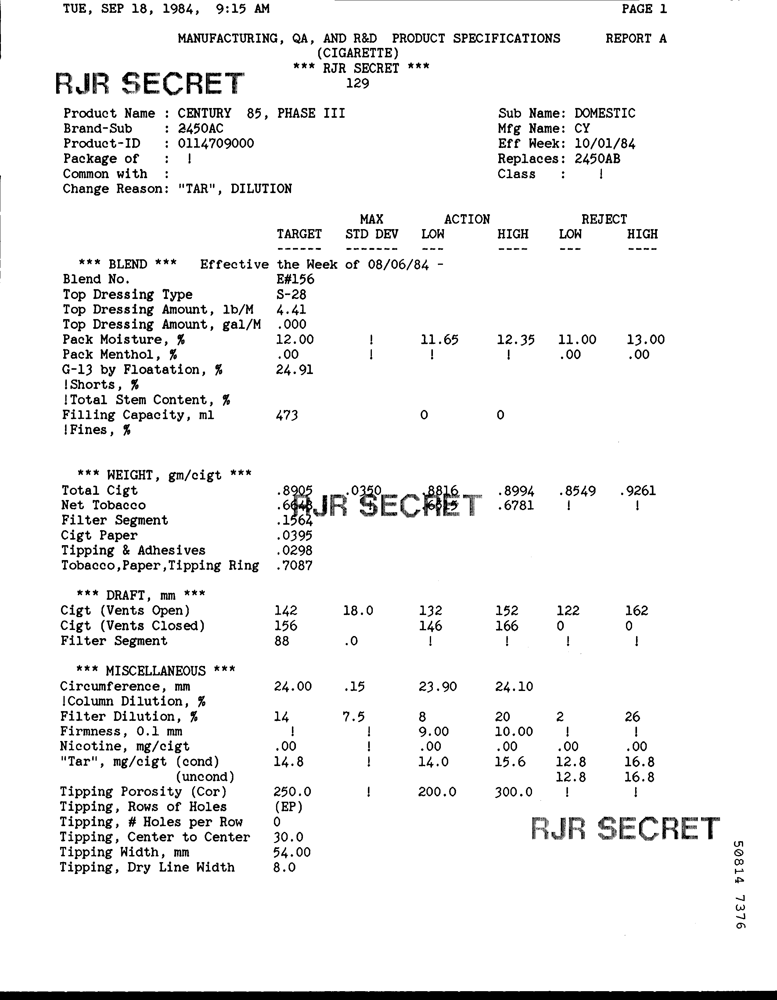 TUE, SEP 18, 1984, 9:15 AM PAGE 1
MANUFACTURING, QA, AND R&D PRODUCT SPECIFICATIONS REPORT A
(CIGARETTE)
*** RJR SECRET ***
RJR SECRET 129
Product Name : CENTURY 85, PHASE III Sub Name: DOMESTIC
Brand-Sub : 2450AC Mfg Name: CY
Product-ID : 0114709000 Eff Week: 10/01/84
Package of : ! Replaces: 2450AB
Common with : Class : !
Change Reason: "TAR", DILUTION
MAX ACTION REJECT
TARGET STD DEV LOW HIGH LOW HIGH
------ ------- --- ---- --- ----
*** BLEND *** Effective the Week of 08/06/84 -
Blend No. E#156
Top Dressing Type S-28
Top Dressing Amount, lb/M 4.41
Top Dressing Amount, gal/M .000
Pack Moisture, % 12.00 ! 11.65 12.35 11.00 13.00
Pack Menthol, % .00 ! ! ! .00 .00
G-13 by Floatation, % 24.91
!Shorts, %
!Total Stem Content, %
Filling Capacity, ml 473 0 0
!Fines, %
*** WEIGHT, gm/cigt ***
Total Cigt .8905 .0350 .8816 .8994 .8549 .9261
Net Tobacco .6781 ! !
RJR SECRET
Filter Segment .1564
Cigt Paper .0395
Tipping & Adhesives .0298
Tobacco,Paper,Tipping Ring .7087
*** DRAFT, mm ***
Cigt (Vents Open) 142 18.0 132 152 122 162
Cigt (Vents Closed) 156 146 166 0 0
Filter Segment 88 .0 ! ! ! !
*** MISCELLANEOUS ***
Circumference, mm 24.00 .15 23.90 24.10
!Column Dilution, %
Filter Dilution, % 14 7.5 8 20 2 26
Firmness, 0.1 mm ! ! 9.00 10.00 ! !
Nicotine, mg/cigt .00 ! .00 .00 .00 .00
"Tar", mg/cigt (cond) 14.8 ! 14.0 15.6 12.8 16.8
(uncond) 12.8 16.8
Tipping Porosity (Cor) 250.0 ! 200.0 300.0 ! !
Tipping, Rows of Holes (EP)
Tipping, # Holes per Row 0
Tipping, Center to Center 30.0
Tipping Width, mm 54.00
Tipping, Dry Line Width 8.0
RJR SECRET
50814 7376